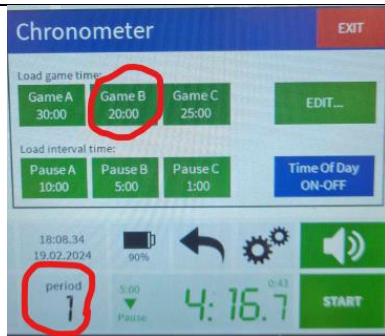 Chronometer EXIT
Load game time:
Game A Game B Game C
30:00 20:00 25:00 EDIT...
Load interval time:
Pause A Pause B Pause C Time Of Day
10:00 5:00 1:00 ON-OFF
18:08.34
19.02.2024 90%
period 5:00 0:43
1 Pause 4:16.7 START